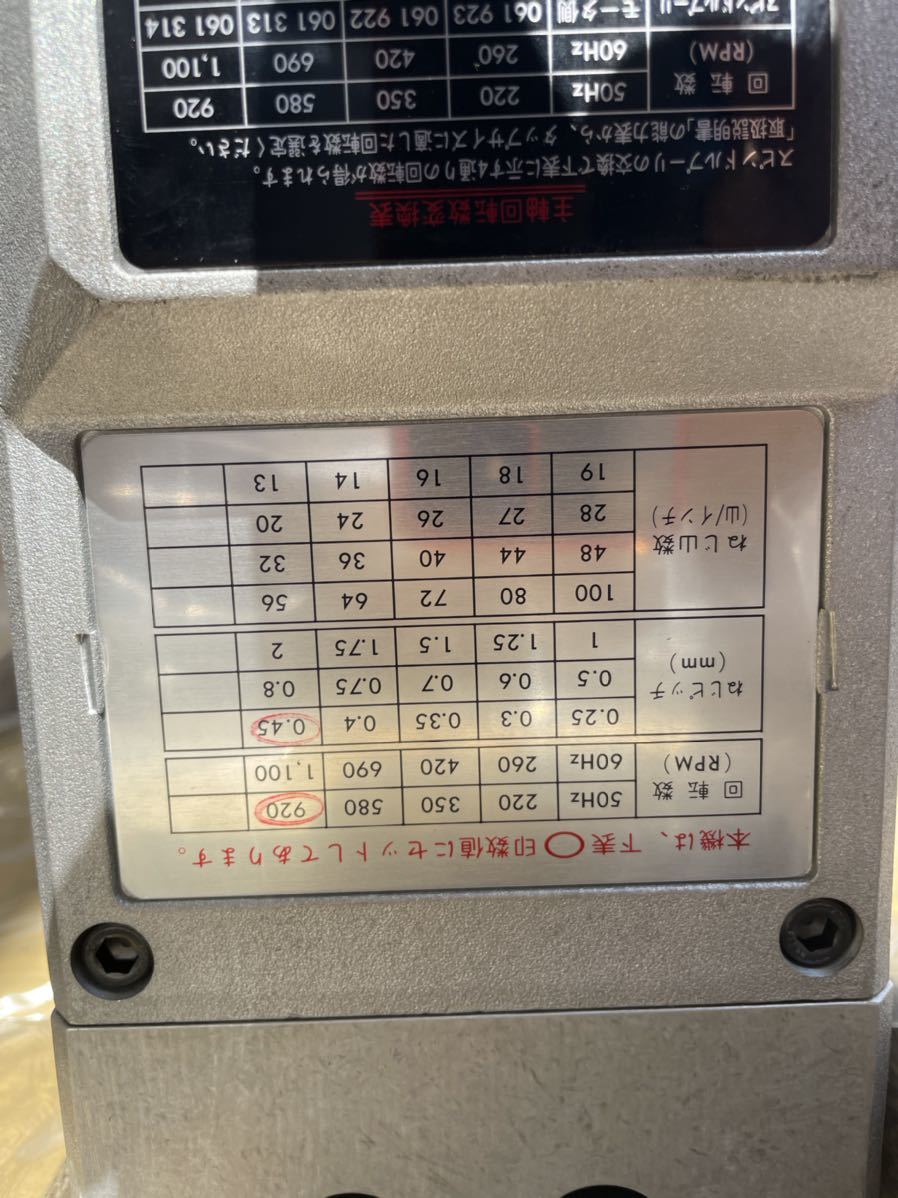 本機は、下表◯印数値にセットしてあります。
回転数 (RPM) 50Hz 220 350 580 920
60Hz 260 420 690 1,100
ねじピッチ (mm) 0.25 0.3 0.35 0.4 0.45
0.5 0.6 0.7 0.75 0.8
1 1.25 1.5 1.75 2
ねじ山数 (山/インチ) 100 80 72 64 56
48 44 40 36 32
28 27 26 24 20
19 18 16 14 13
主軸回転数変換表
スピンドルプーリの交換で下表に示す4通りの回転数が得られます。
「取扱説明書」の能力表から、タップサイズに適した回転数を選定ください。
回転数 (RPM) 50Hz 220 350 580 920
60Hz 260 420 690 1,100
スピンドルプーリ モータ側 061 923 061 922 061 313 061 314